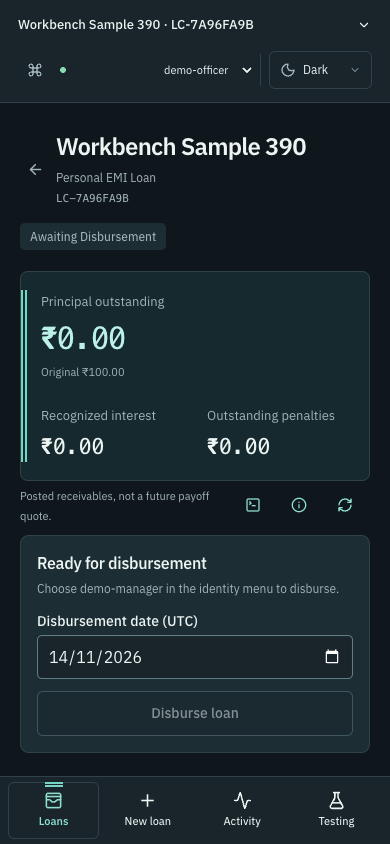 Workbench Sample 390 · LC-7A96FA9B
demo-officer
Dark
Workbench Sample 390
Personal EMI Loan
LC-7A96FA9B
Awaiting Disbursement
Principal outstanding
₹0.00
Original ₹100.00
Recognized interest
Outstanding penalties
₹0.00
₹0.00
Posted receivables, not a future payoff
quote.
Ready for disbursement
Choose demo-manager in the identity menu to disburse.
Disbursement date (UTC)
14/11/2026
Disburse loan
Loans
New loan
Activity
Testing